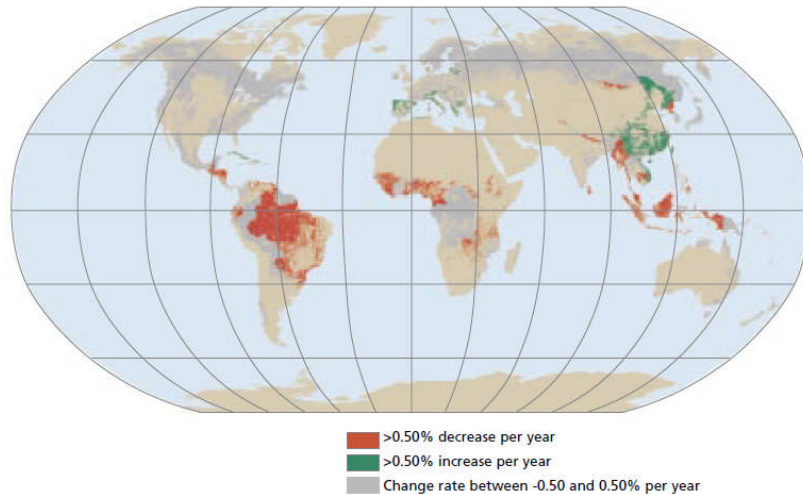 >0.50% decrease per year
>0.50% increase per year
Change rate between -0.50 and 0.50% per year